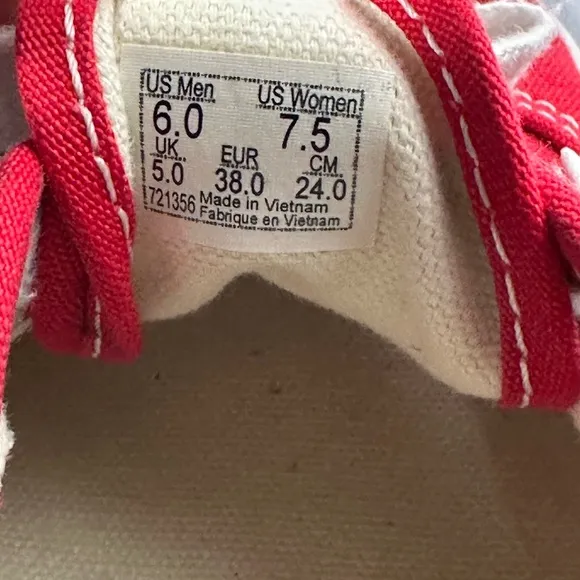 US Men US Women
6.0 7.5
UK EUR CM
5.0 38.0 24.0
721356 Made in Vietnam
Fabrique en Vietnam